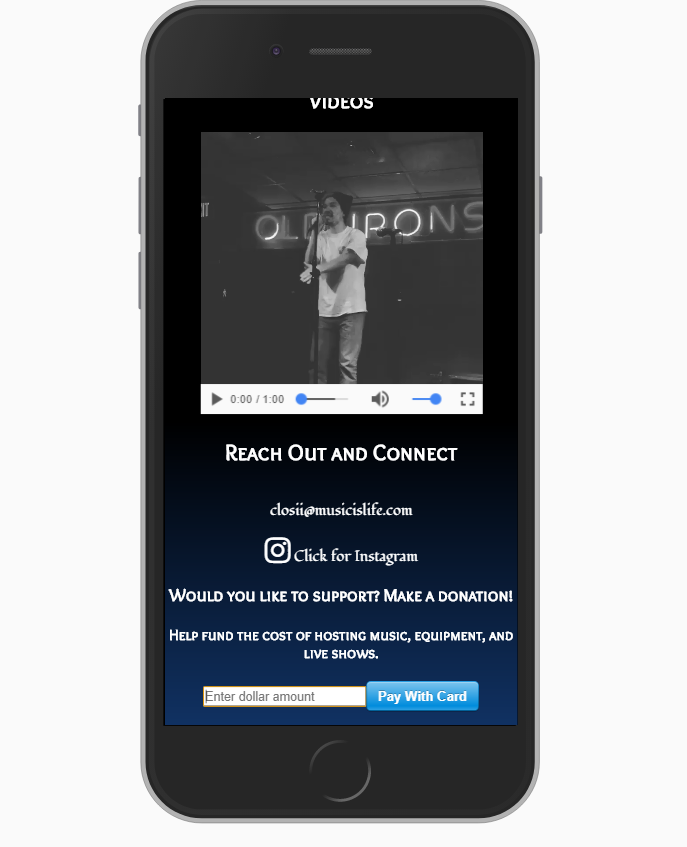 VIDEOS
0:00 / 1:00
REACH OUT AND CONNECT
closii@musicislife.com
Click for Instagram
WOULD YOU LIKE TO SUPPORT? MAKE A DONATION!
HELP FUND THE COST OF HOSTING MUSIC, EQUIPMENT, AND
LIVE SHOWS.
Enter dollar amount
Pay With Card